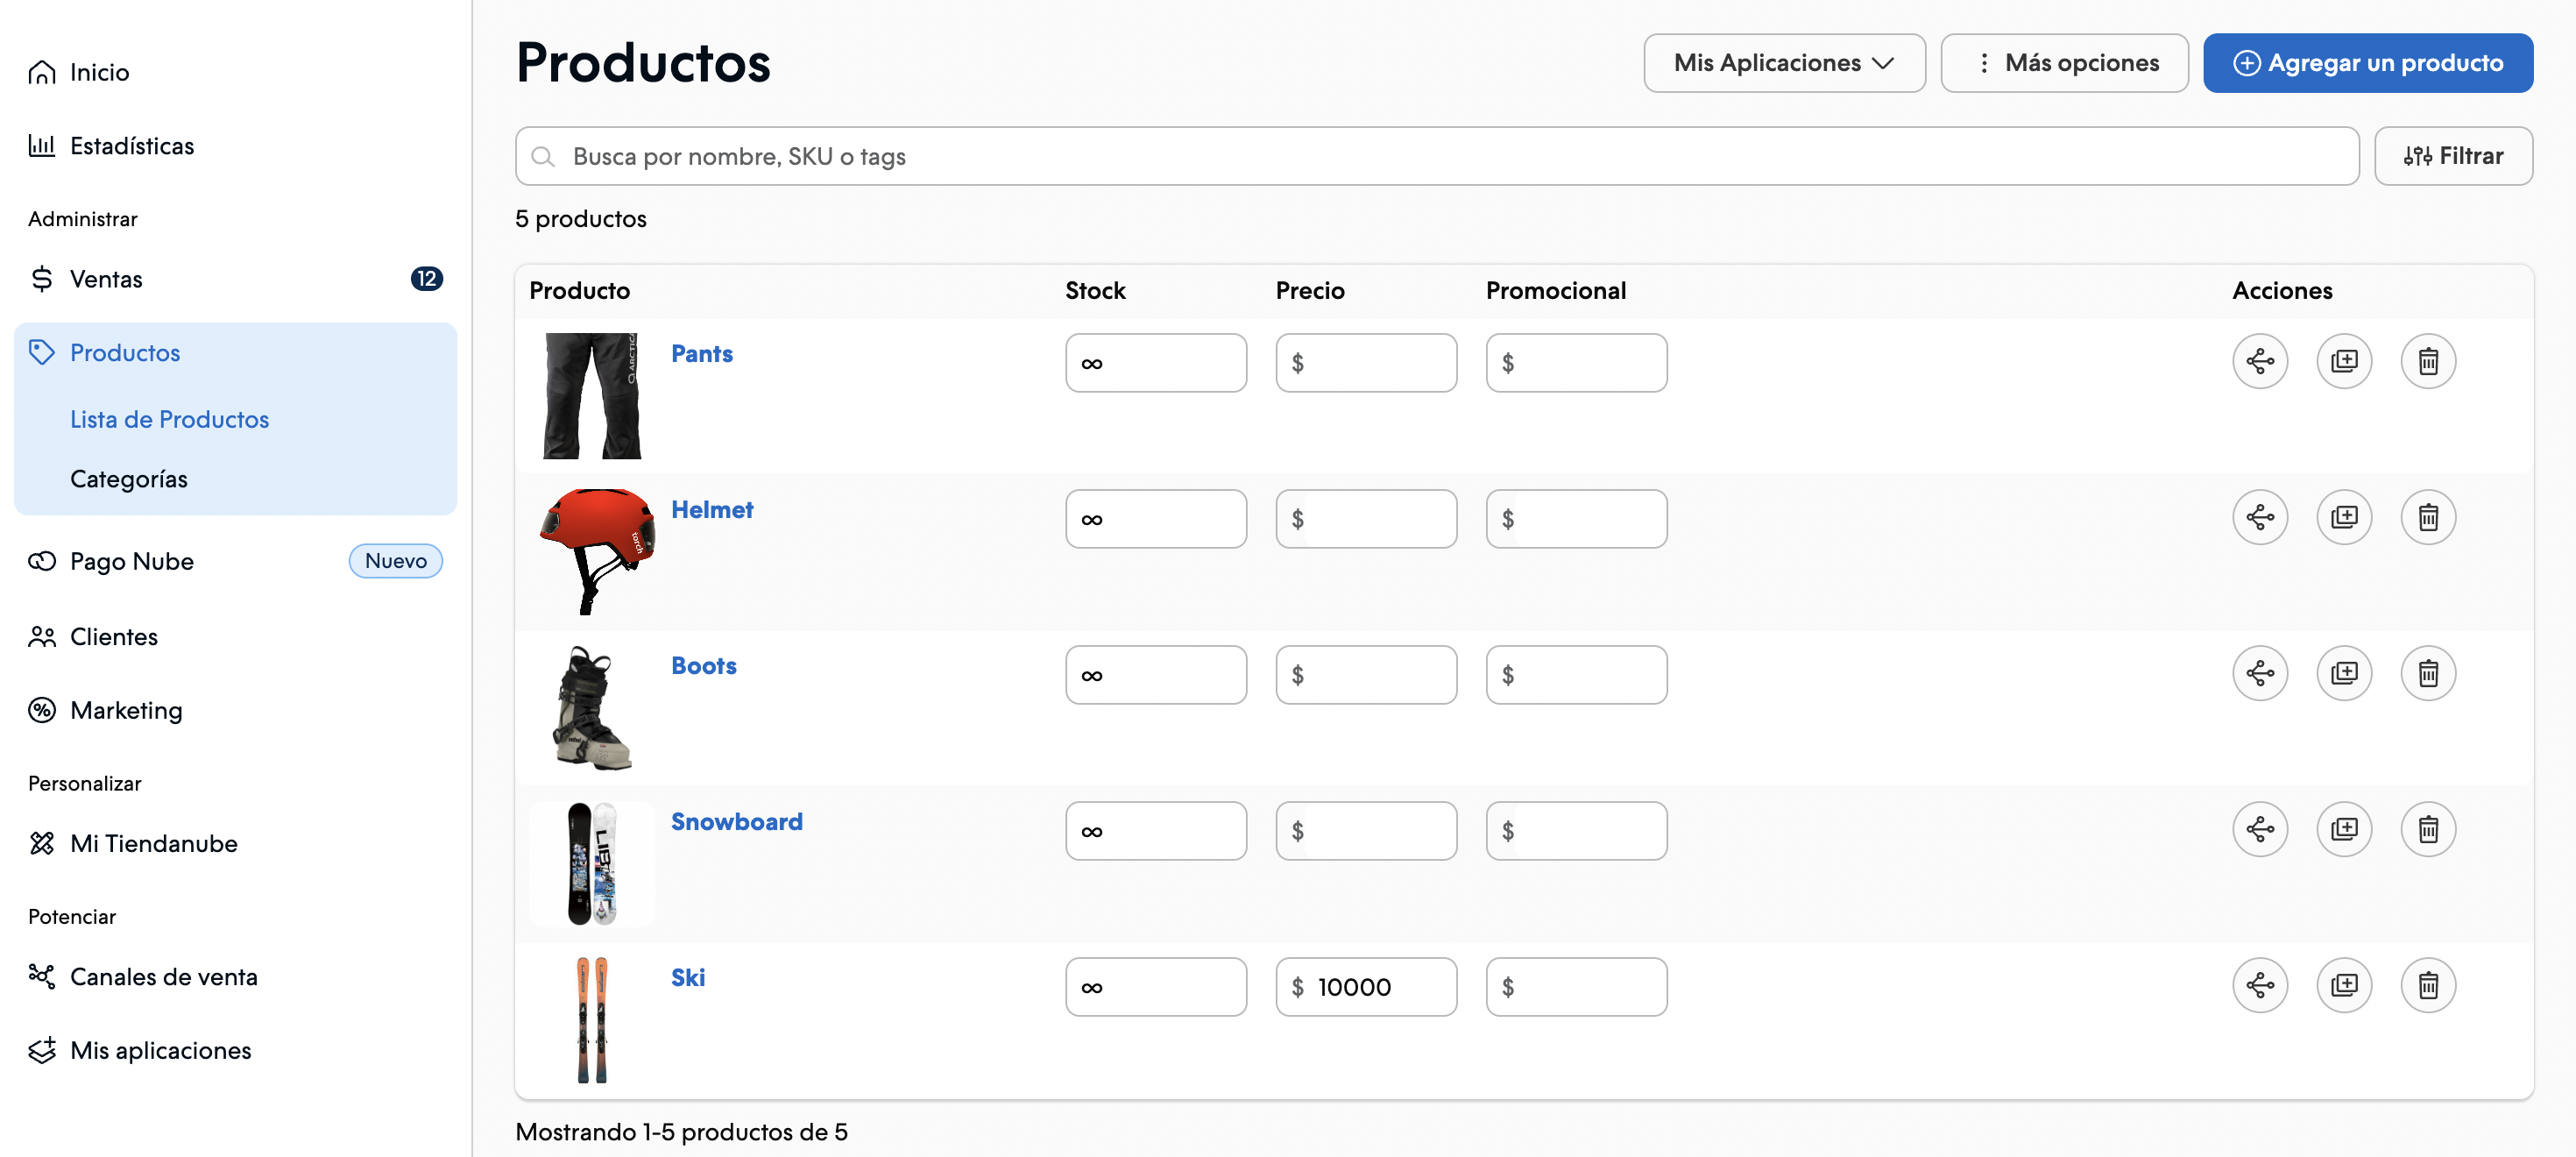 Inicio
Estadísticas
Administrar
Ventas 12
Productos
Lista de Productos
Categorías
Pago Nube Nuevo
Clientes
Marketing
Personalizar
Mi Tiendanube
Potenciar
Canales de venta
Mis aplicaciones
Productos
Mis Aplicaciones
Más opciones
Agregar un producto
Busca por nombre, SKU o tags
Filtrar
5 productos
Producto Stock Precio Promocional Acciones
ARCTICA
Pants ∞ $ $
torch
Helmet ∞ $ $
Boots ∞ $ $
LIB
Snowboard ∞ $ $
Ski ∞ $ 10000 $
Mostrando 1-5 productos de 5